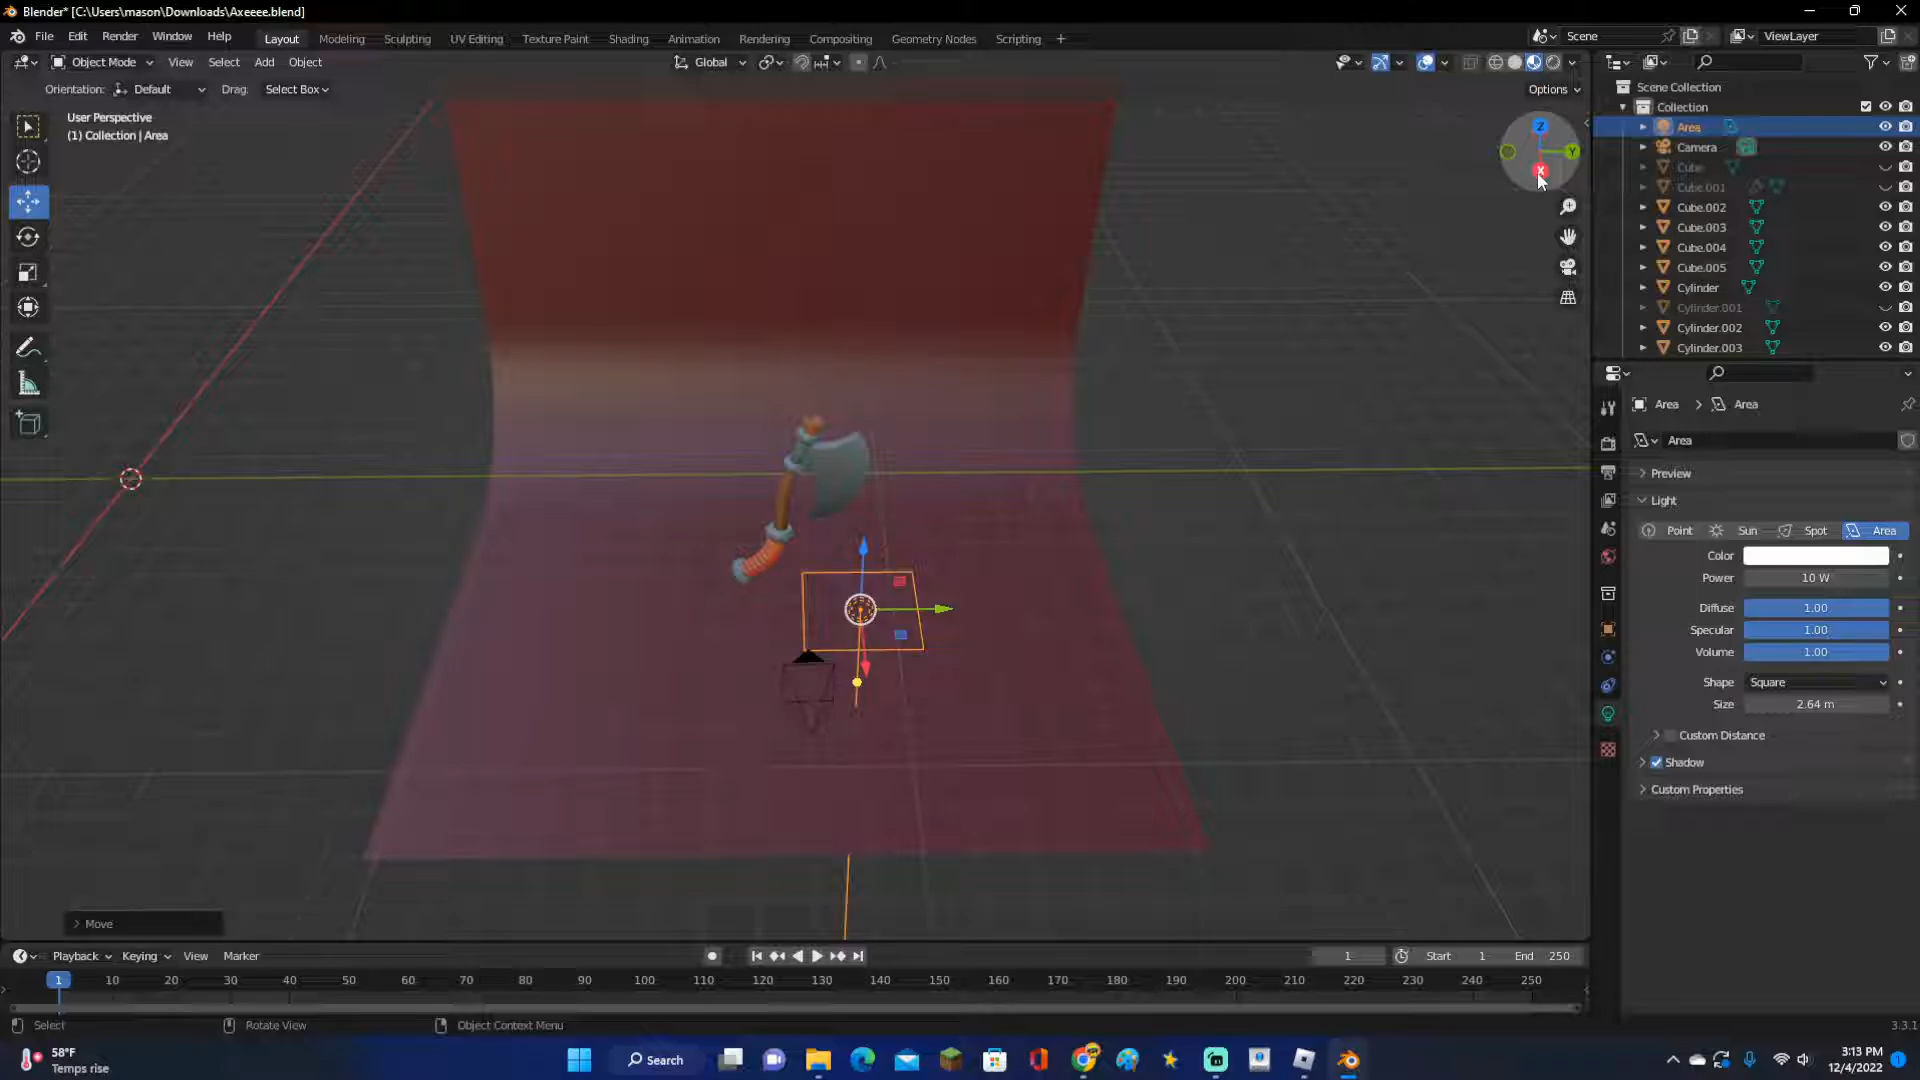 Blender* [C:\Users\mason\Downloads\Axeeee.blend]
File Edit Render Window Help Layout Modeling Sculpting UV Editing Texture Paint Shading Animation Rendering Compositing Geometry Nodes Scripting + Scene ViewLayer
Object Mode View Select Add Object Global
Orientation: Default Drag: Select Box Options
User Perspective
(1) Collection | Area
Z
Y
X
Scene Collection
Collection
Area
Camera
Cube
Cube.001
Cube.002
Cube.003
Cube.004
Cube.005
Cylinder
Cylinder.001
Cylinder.002
Cylinder.003
Area > Area
Area
Preview
Light
Point Sun Spot Area
Color
Power 10 W
Diffuse 1.00
Specular 1.00
Volume 1.00
Shape Square
Size 2.64 m
Custom Distance
Shadow
Custom Properties
Move
Playback Keying View Marker 1 Start 1 End 250
1 10 20 30 40 50 60 70 80 90 100 110 120 130 140 150 160 170 180 190 200 210 220 230 240 250
Select Rotate View Object Context Menu 3.3.1
58°F
Temps rise
Search
3:13 PM
12/4/2022
1